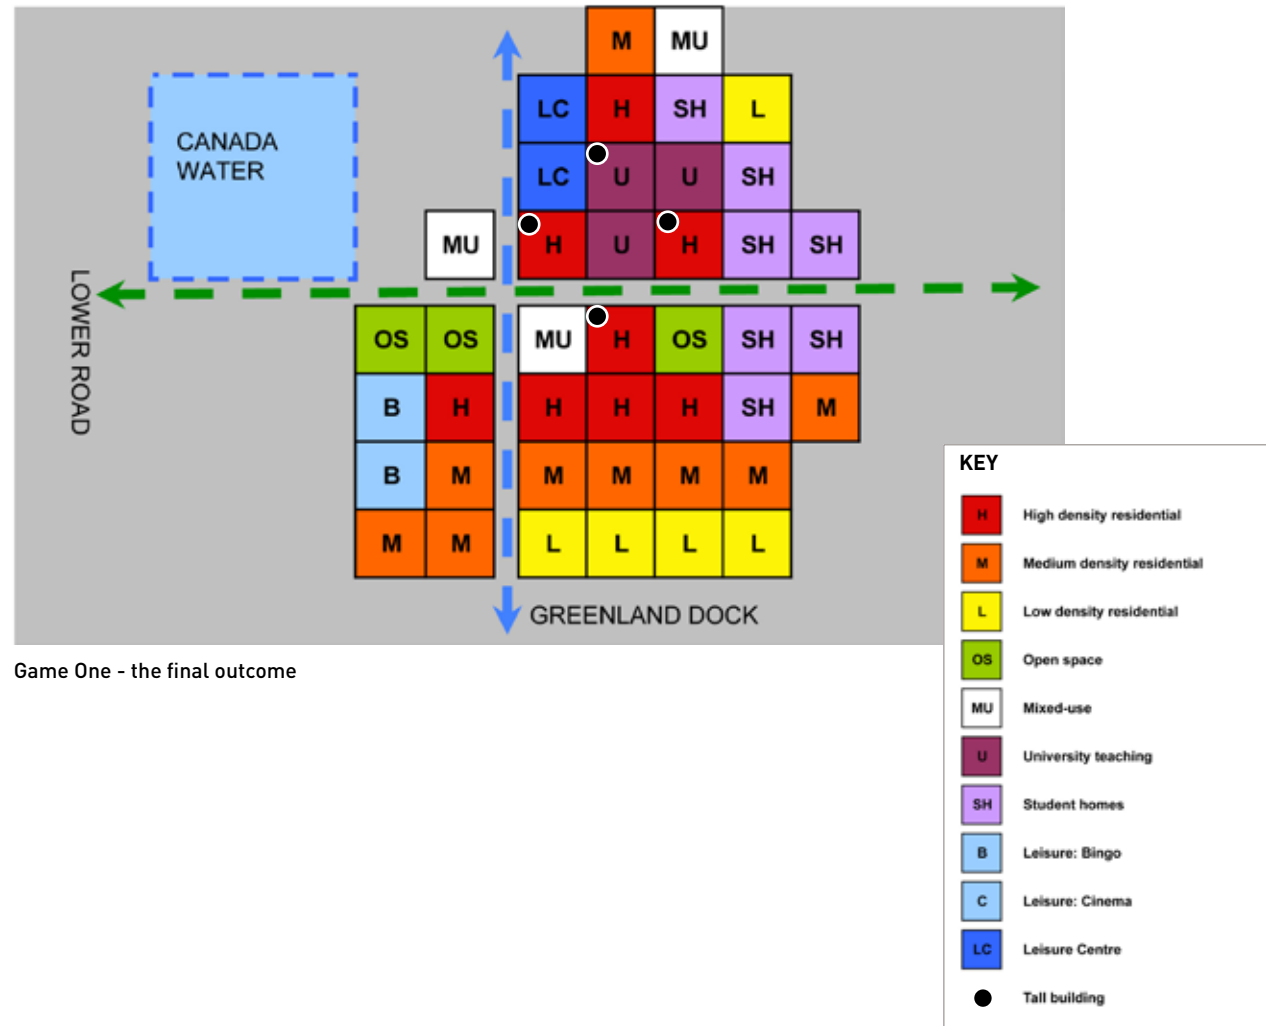 M MU
LC H SH L
CANADA
WATER
LC U U SH
MU H U H SH SH
LOWER ROAD
OS OS MU H OS SH SH
B H H H H SH M
B M M M M M
M M L L L L
GREENLAND DOCK
Game One - the final outcome
KEY
H High density residential
M Medium density residential
L Low density residential
OS Open space
MU Mixed-use
U University teaching
SH Student homes
B Leisure: Bingo
C Leisure: Cinema
LC Leisure Centre
Tall building